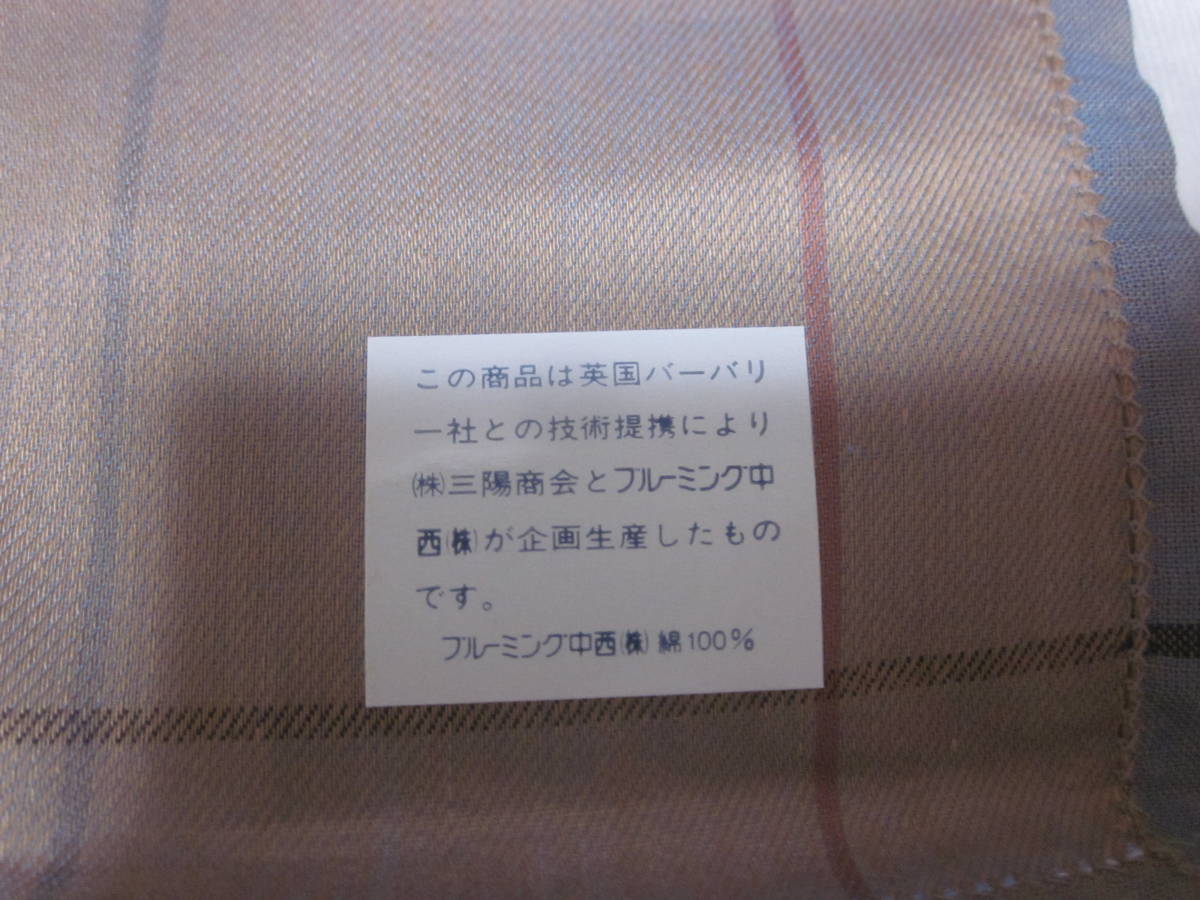 この商品は英国バーバリ
ー社との技術提携により
㈱三陽商会とブルーミング中
西㈱が企画生産したもの
です。
ブルーミング中西㈱ 綿100%